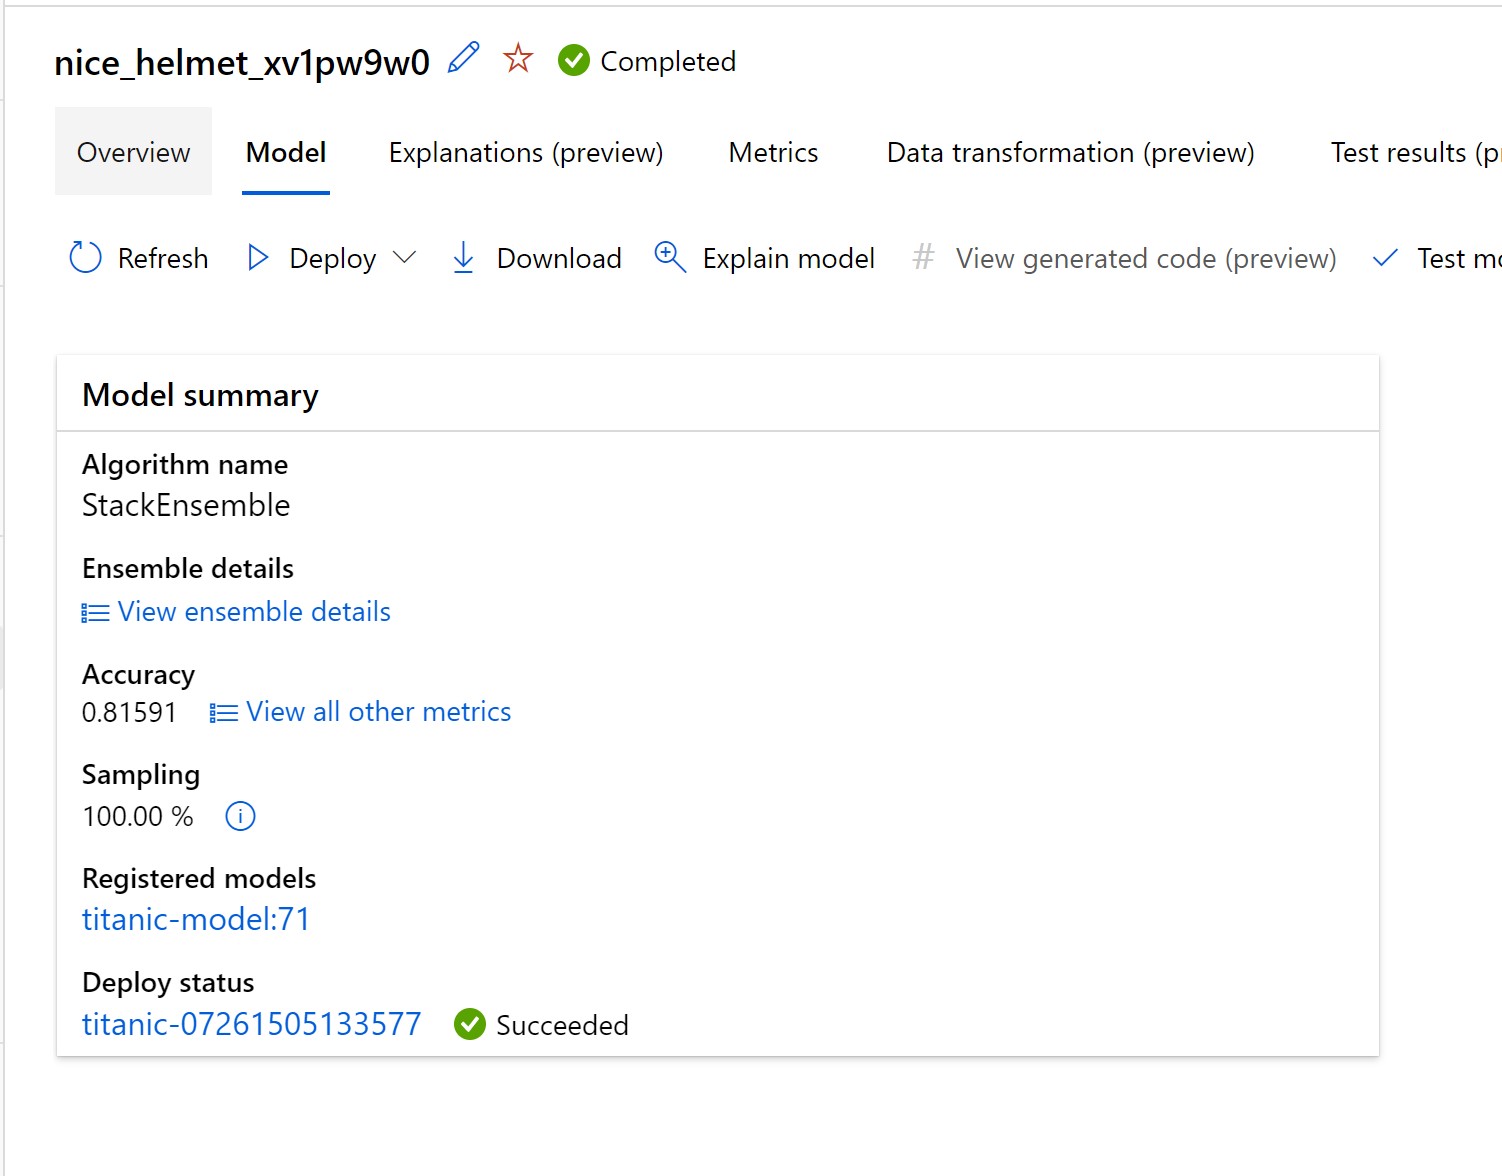 nice_helmet_xv1pw9w0 Completed
Overview Model Explanations (preview) Metrics Data transformation (preview) Test results (p
Refresh Deploy Download Explain model # View generated code (preview) Test mo
Model summary
Algorithm name
StackEnsemble
Ensemble details
View ensemble details
Accuracy
0.81591 View all other metrics
Sampling
100.00 %
Registered models
titanic-model:71
Deploy status
titanic-07261505133577 Succeeded